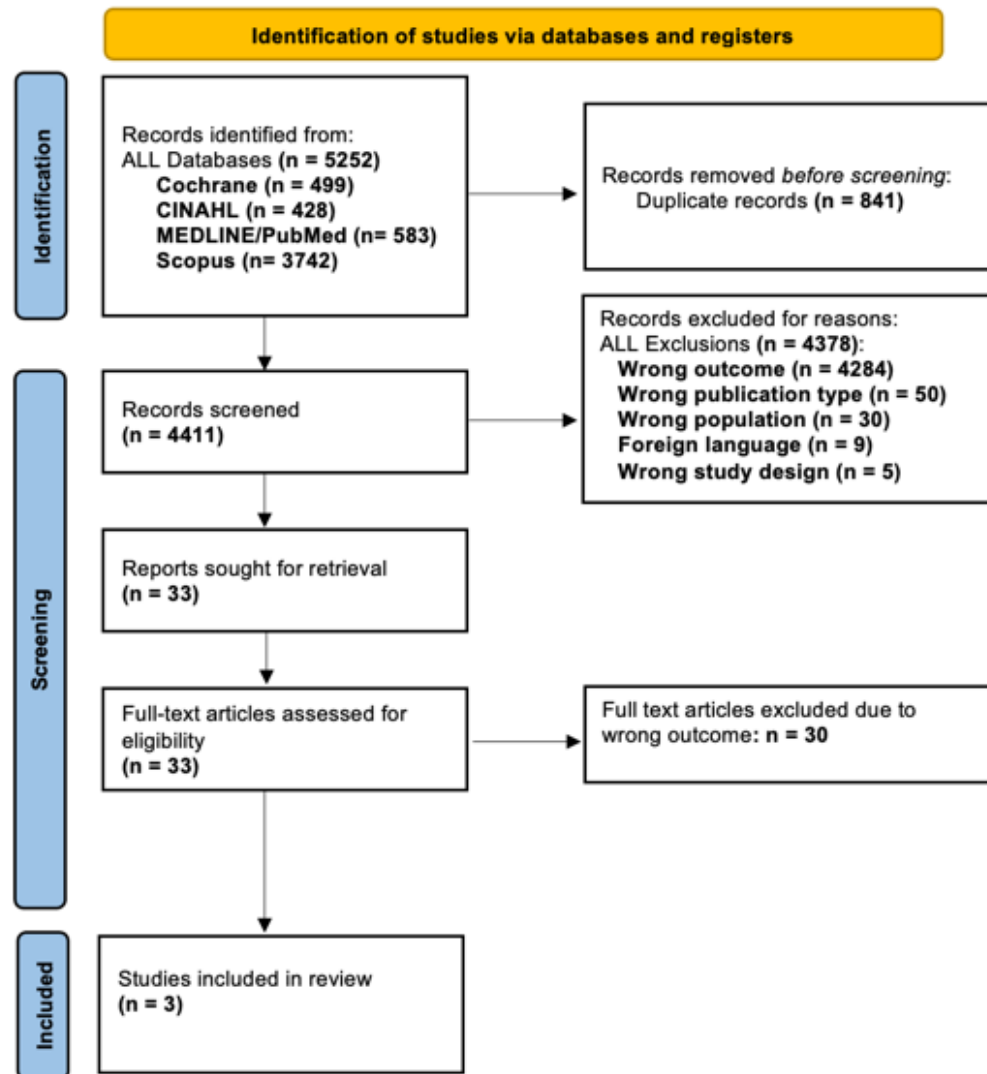 Identification of studies via databases and registers
Identification
Records identified from:
ALL Databases (n = 5252)
Cochrane (n = 499)
CINAHL (n = 428)
MEDLINE/PubMed (n= 583)
Scopus (n= 3742)
Records removed before screening:
Duplicate records (n = 841)
Screening
Records screened
(n = 4411)
Records excluded for reasons:
ALL Exclusions (n = 4378):
Wrong outcome (n = 4284)
Wrong publication type (n = 50)
Wrong population (n = 30)
Foreign language (n = 9)
Wrong study design (n = 5)
Reports sought for retrieval
(n = 33)
Full-text articles assessed for
eligibility
(n = 33)
Full text articles excluded due to
wrong outcome: n = 30
Included
Studies included in review
(n = 3)